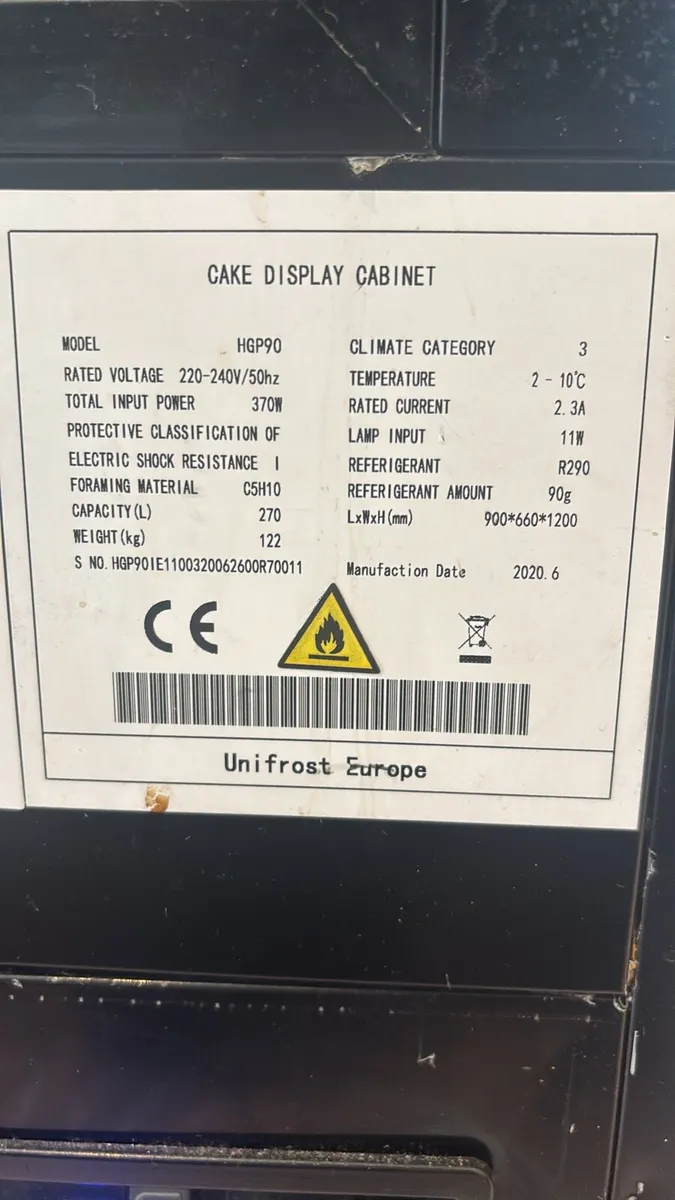 CAKE DISPLAY CABINET
MODEL HGP90
RATED VOLTAGE 220-240V/50hz
TOTAL INPUT POWER 370W
PROTECTIVE CLASSIFICATION OF
ELECTRIC SHOCK RESISTANCE I
FORAMING MATERIAL C5H10
CAPACITY(L) 270
WEIGHT(kg) 122
S NO. HGP90IE1100320062600R70011
CLIMATE CATEGORY 3
TEMPERATURE 2 - 10℃
RATED CURRENT 2.3A
LAMP INPUT 11W
REFERIGERANT R290
REFERIGERANT AMOUNT 90g
LxWxH(mm) 900*660*1200
Manufaction Date 2020.6
CE
Unifrost Europe